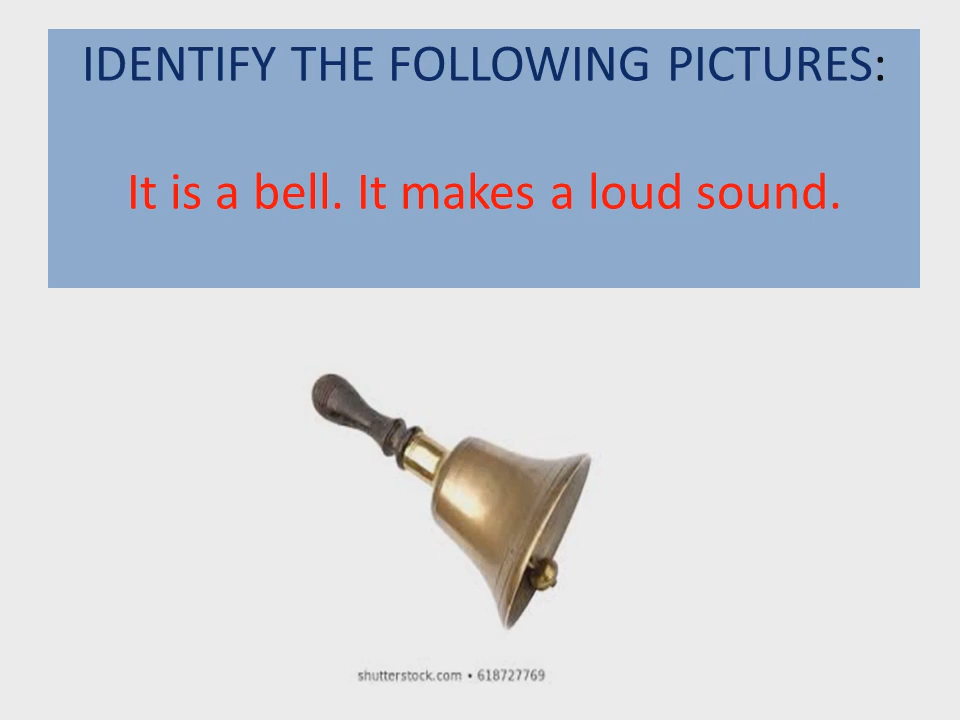 IDENTIFY THE FOLLOWING PICTURES:
It is a bell. It makes a loud sound.
shutterstock.com • 618727769